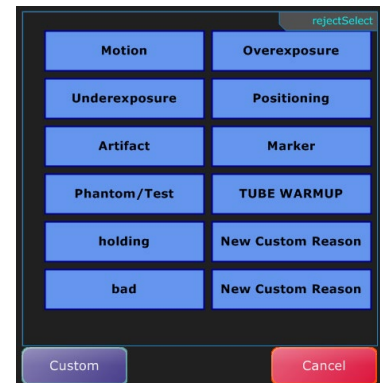 rejectSelect
Motion
Overexposure
Underexposure
Positioning
Artifact
Marker
Phantom/Test
TUBE WARMUP
holding
New Custom Reason
bad
New Custom Reason
Custom
Cancel